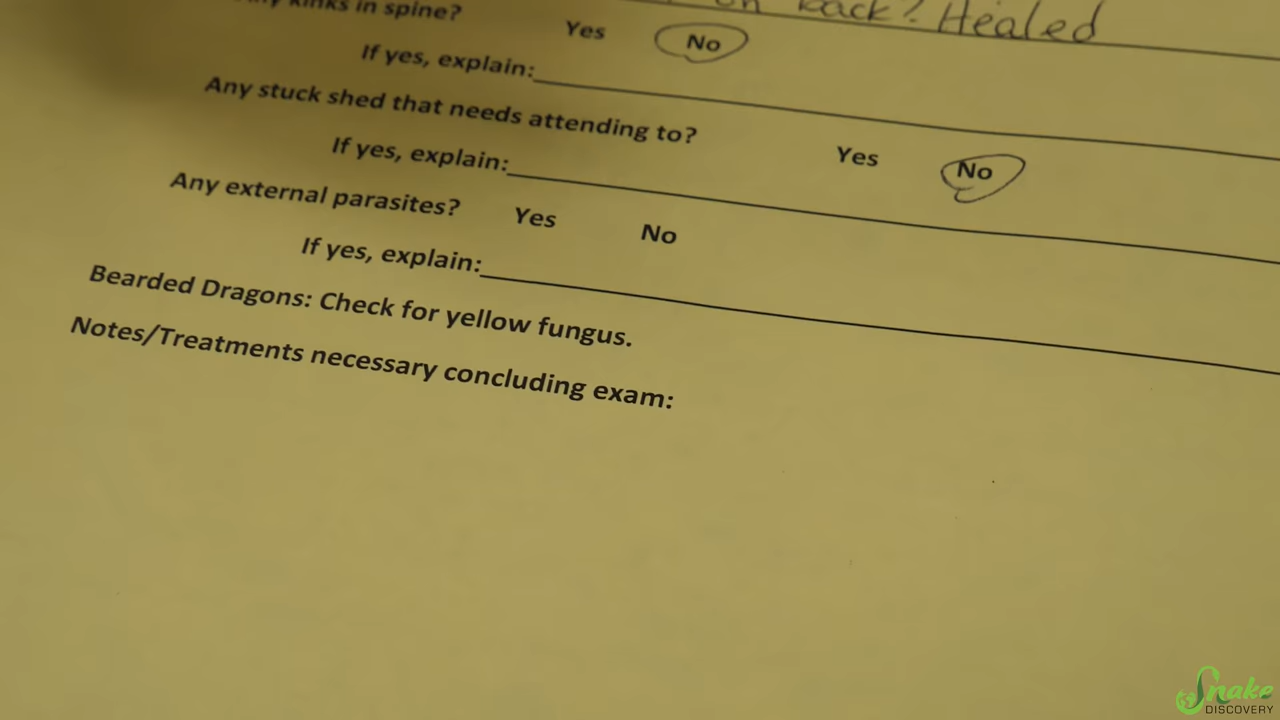 on back? Healed
kinks in spine? Yes No
If yes, explain:
Any stuck shed that needs attending to? Yes No
If yes, explain:
Any external parasites? Yes No
If yes, explain:
Bearded Dragons: Check for yellow fungus.
Notes/Treatments necessary concluding exam:
Snake
DISCOVERY